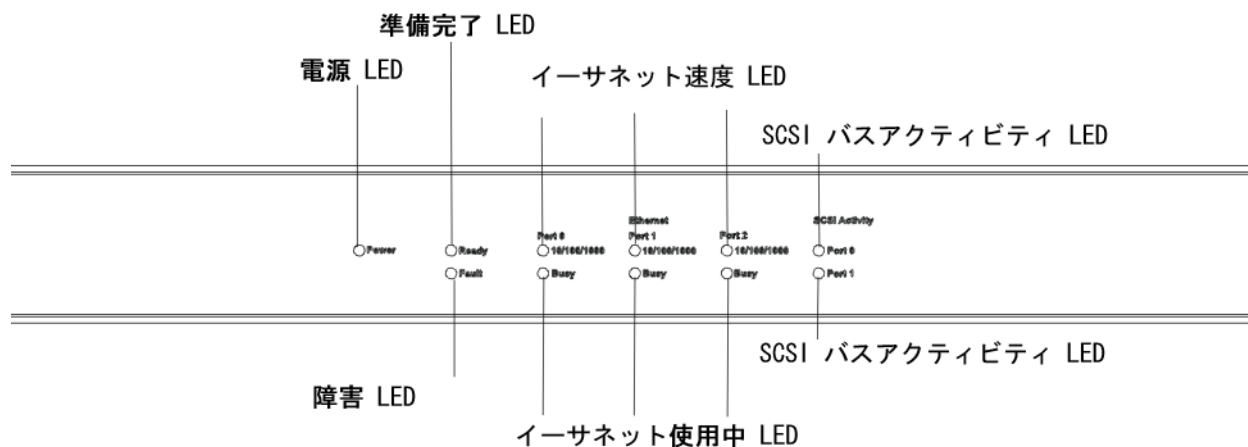 準備完了 LED
電源 LED
イーサネット速度 LED
SCSI バスアクティビティ LED
Ethernet
SCSI Activity
Port 0
Port 1
Port 2
Power
Ready
10/100/1000
10/100/1000
10/100/1000
Port 0
Fault
Busy
Busy
Busy
Port 1
SCSI バスアクティビティ LED
障害 LED
イーサネット使用中 LED